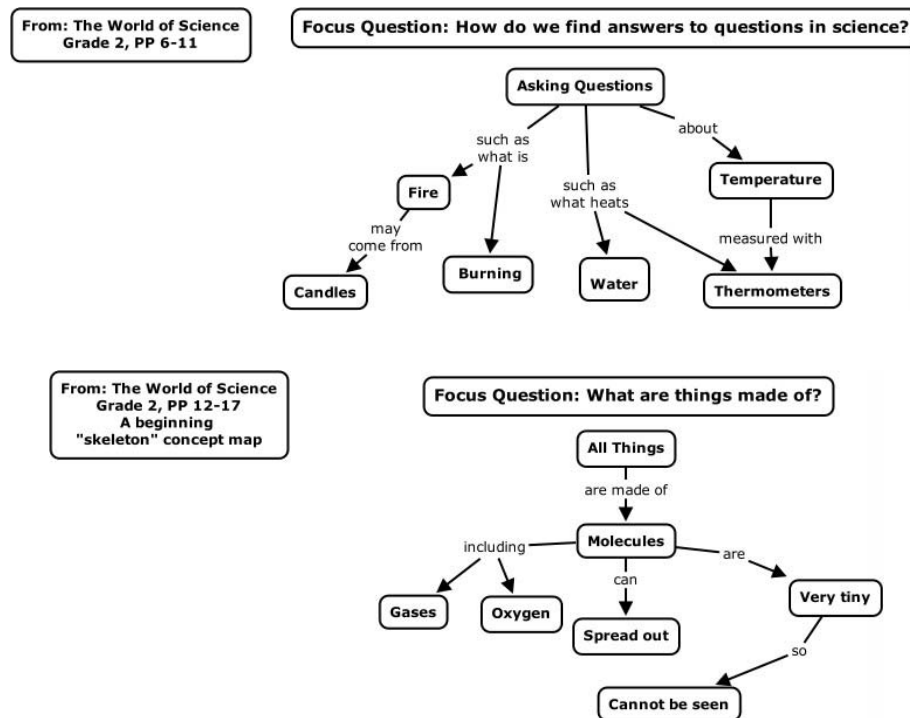 From: The World of Science
Grade 2, PP 6-11
Focus Question: How do we find answers to questions in science?
Asking Questions
such as
what is
about
Fire
such as
what heats
Temperature
may
come from
measured with
Candles
Burning
Water
Thermometers
From: The World of Science
Grade 2, PP 12-17
A beginning
"skeleton" concept map
Focus Question: What are things made of?
All Things
are made of
Molecules
including
can
are
Gases
Oxygen
Spread out
Very tiny
so
Cannot be seen